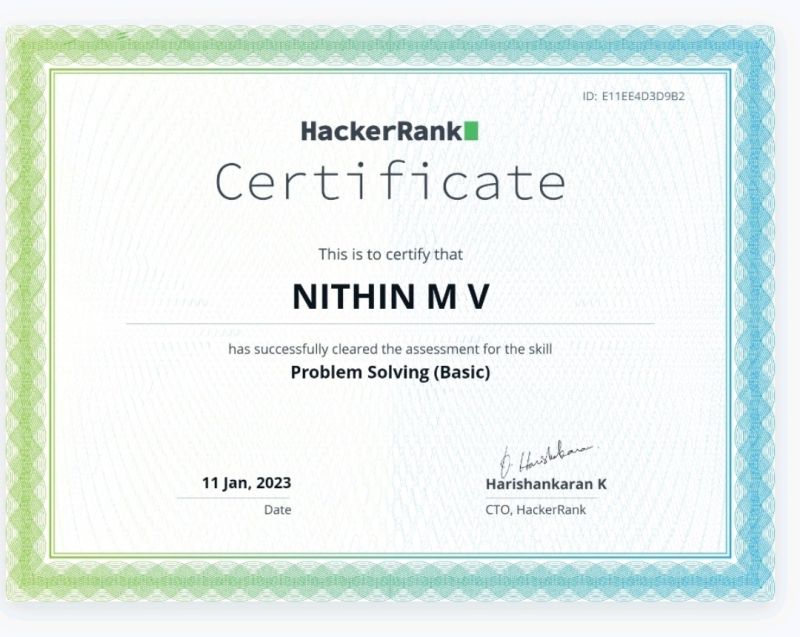 ID: E11EE4D3D9B2
HackerRank
Certificate
This is to certify that
NITHIN M V
has successfully cleared the assessment for the skill
Problem Solving (Basic)
11 Jan, 2023
Date
Harishankaran K
CTO, HackerRank